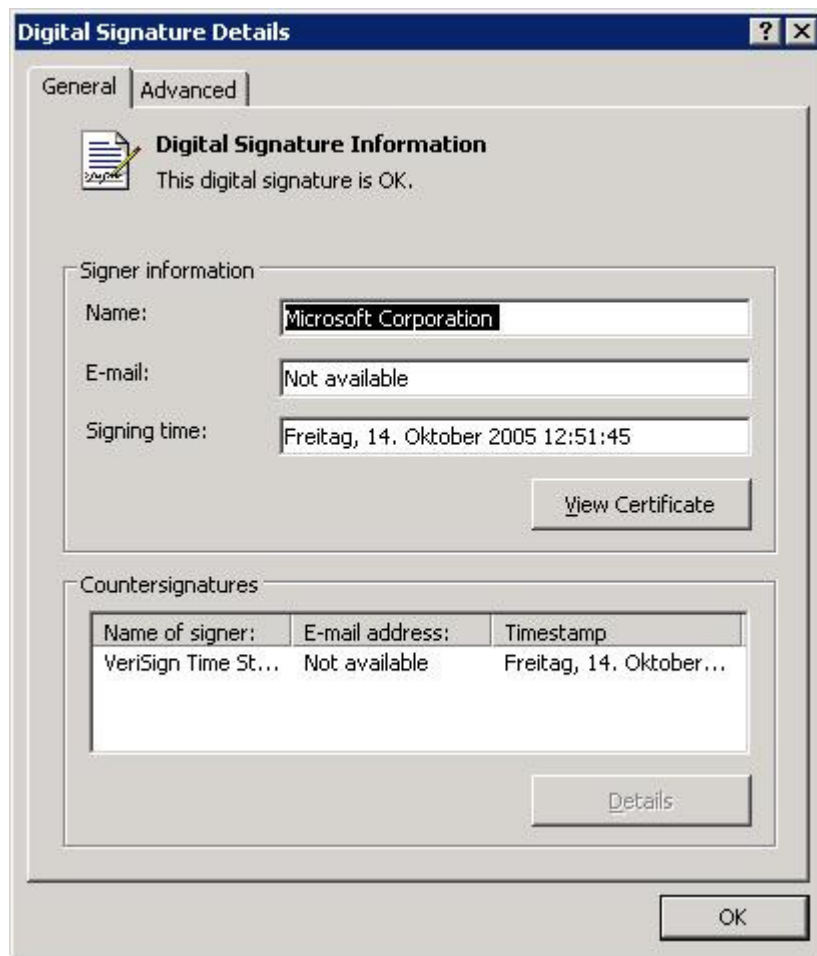 Digital Signature Details
General Advanced
Digital Signature Information
This digital signature is OK.
Signer information
Name: Microsoft Corporation
E-mail: Not available
Signing time: Freitag, 14. Oktober 2005 12:51:45
View Certificate
Countersignatures
Name of signer: E-mail address: Timestamp
VeriSign Time St... Not available Freitag, 14. Oktober...
Details
OK